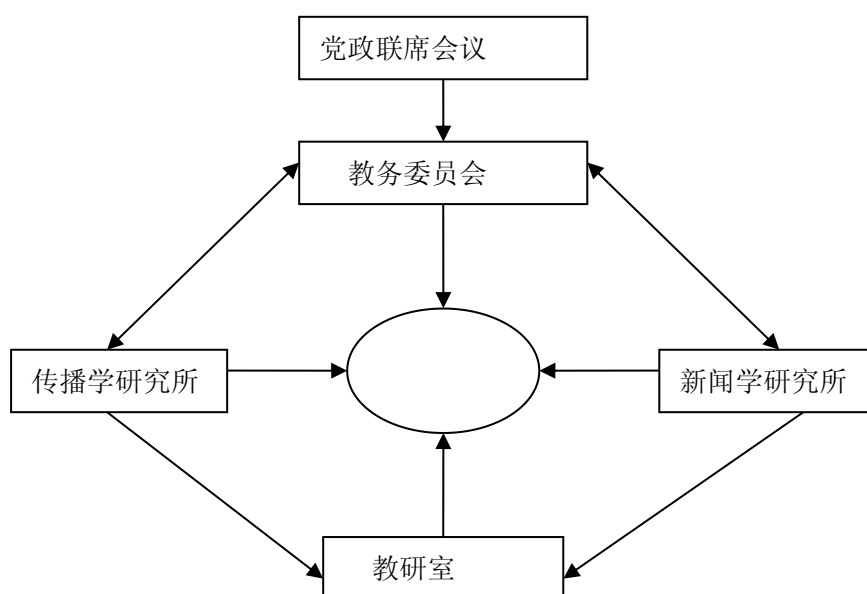 党政联席会议
教务委员会
传播学研究所
新闻学研究所
教研室